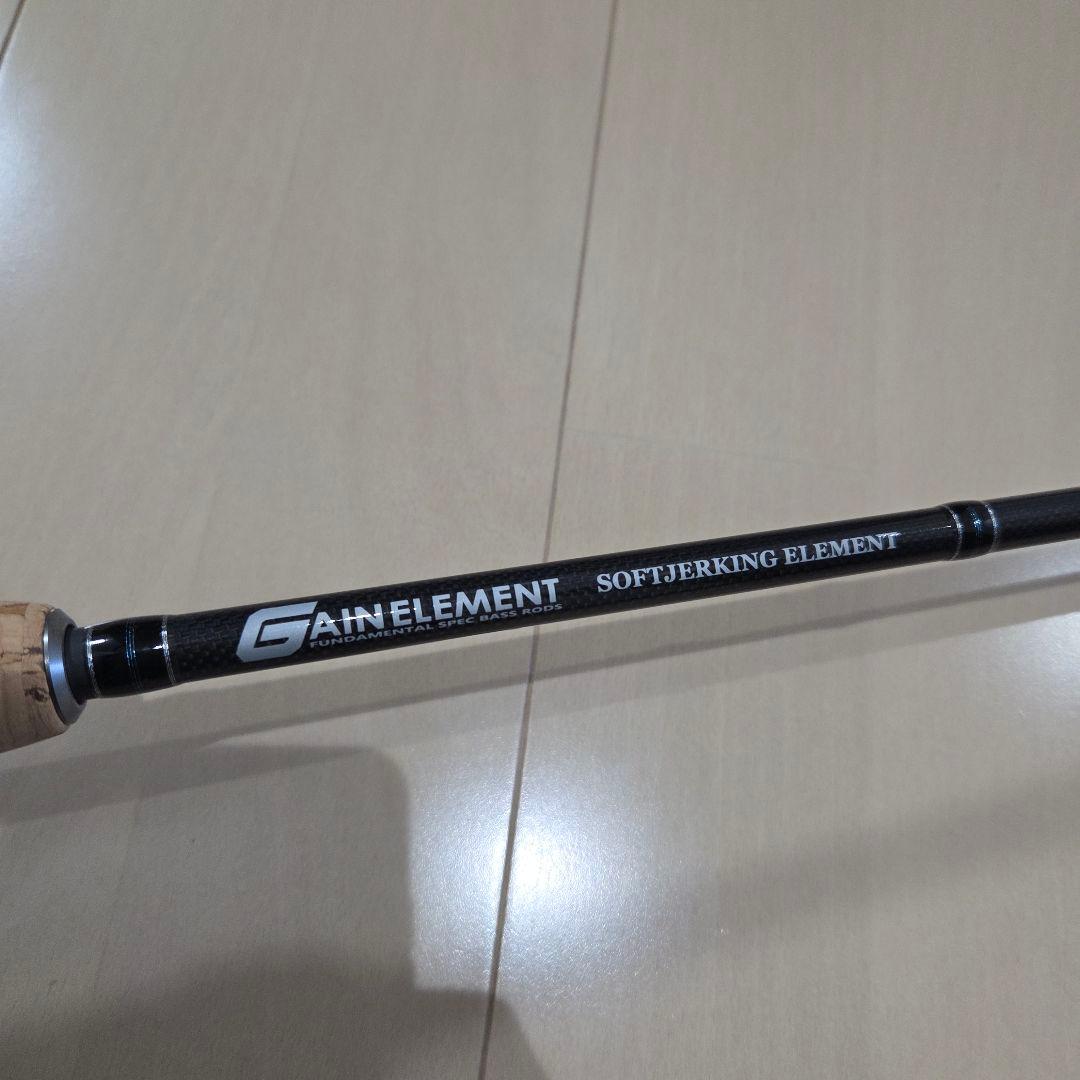 GAINELEMENT
FUNDAMENTAL SPEC BASS RODS
SOFTJERKING ELEMENT